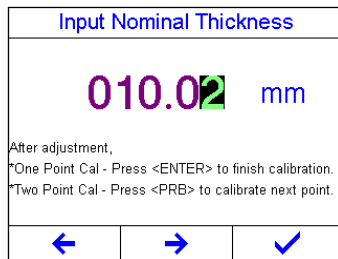 Input Nominal Thickness
010.02 mm
After adjustment,
*One Point Cal - Press <ENTER> to finish calibration.
*Two Point Cal - Press <PRB> to calibrate next point.